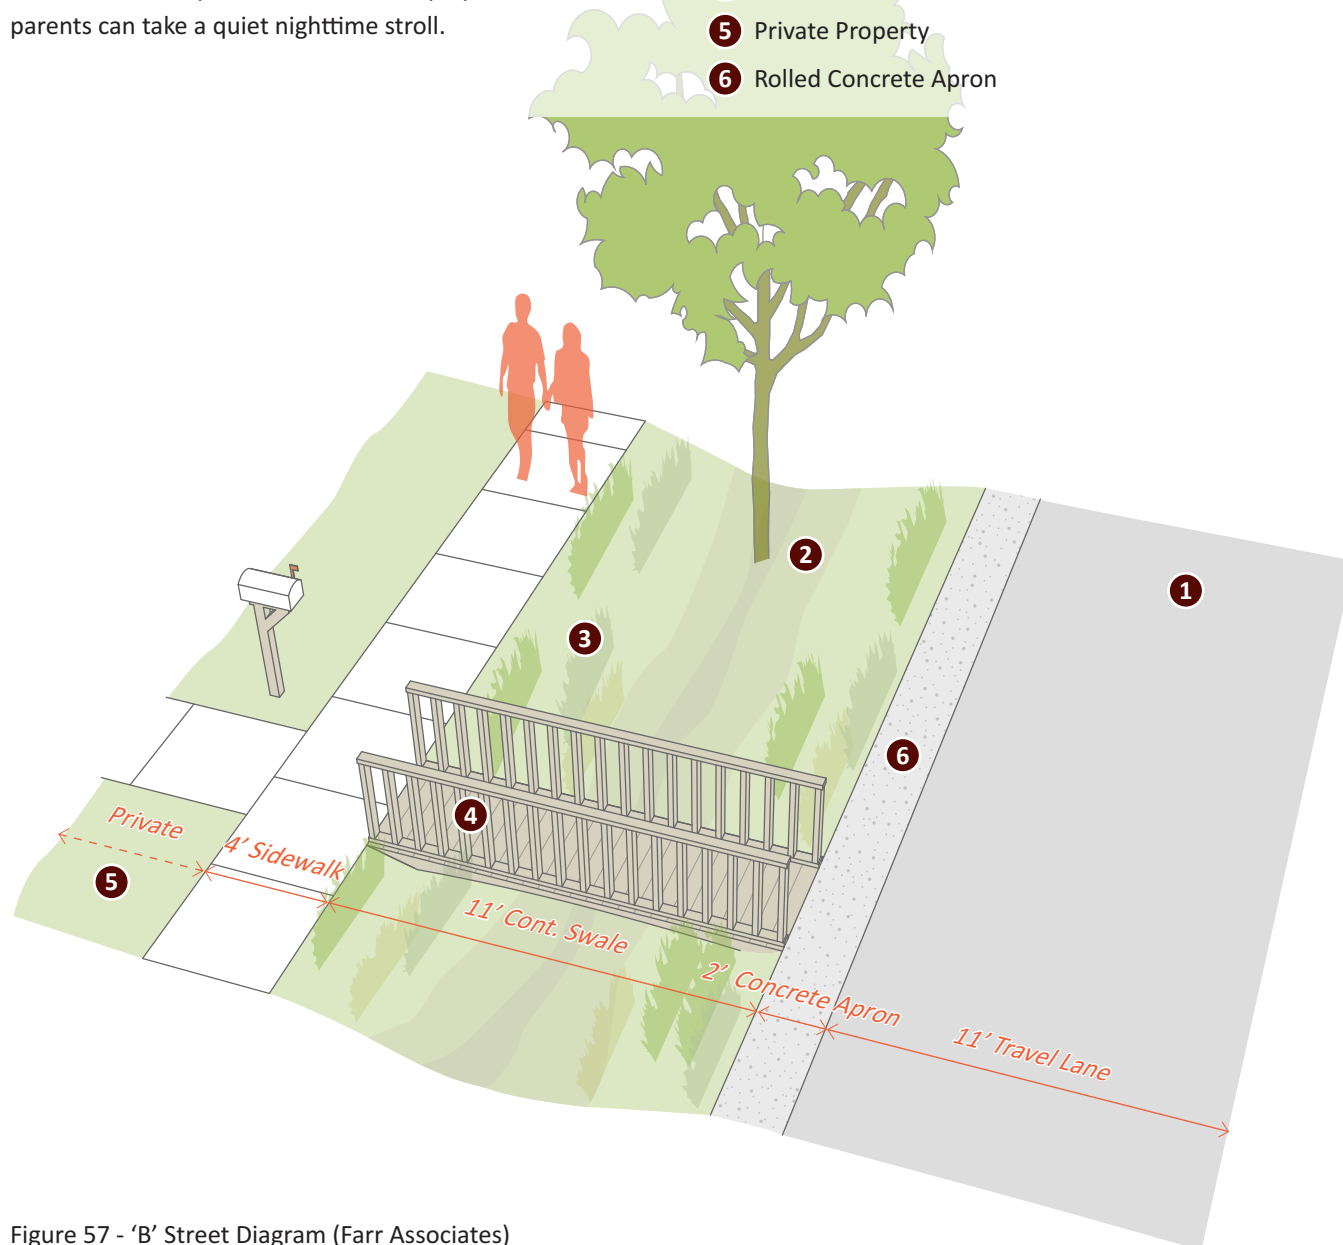 parents can take a quiet nighttime stroll.
5 Private Property
6 Rolled Concrete Apron
2
1
3
6
4
Private
4’ Sidewalk
5
11’ Cont. Swale
2’ Concrete Apron
11’ Travel Lane
Figure 57 - ‘B’ Street Diagram (Farr Associates)